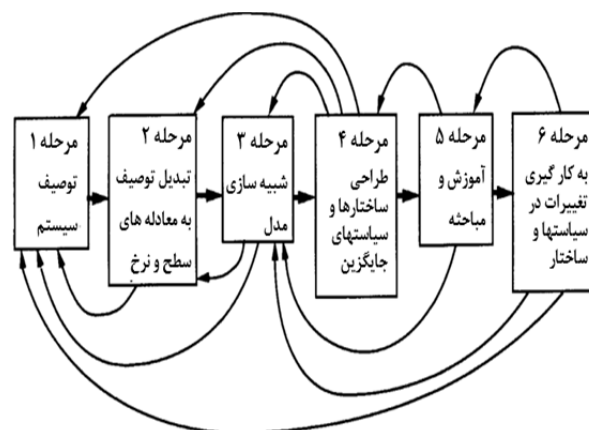 مرحله ۱
توصیف
سیستم
مرحله ۲
تبدیل توصیف
به معادله های
سطح و نرخ
مرحله ۳
شبیه سازی
مدل
مرحله ۴
طراحی
ساختارها و
سیاستهای
جایگزین
مرحله ۵
آموزش و
مباحثه
مرحله ۶
به کار گیری
تغییرات در
سیاستها و
ساختار